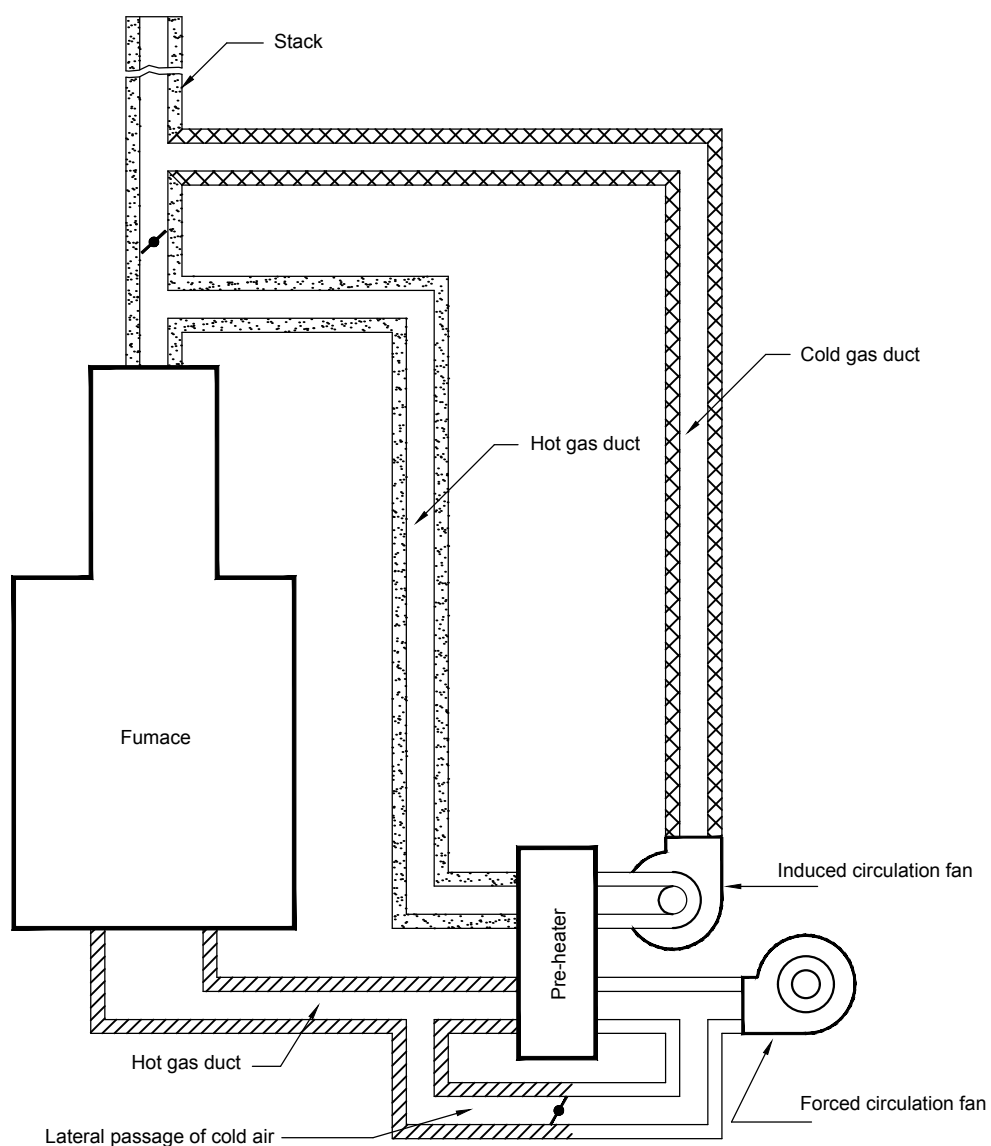 Stack
Cold gas duct
Hot gas duct
Fumace
Induced circulation fan
Pre-heater
Hot gas duct
Forced circulation fan
Lateral passage of cold air